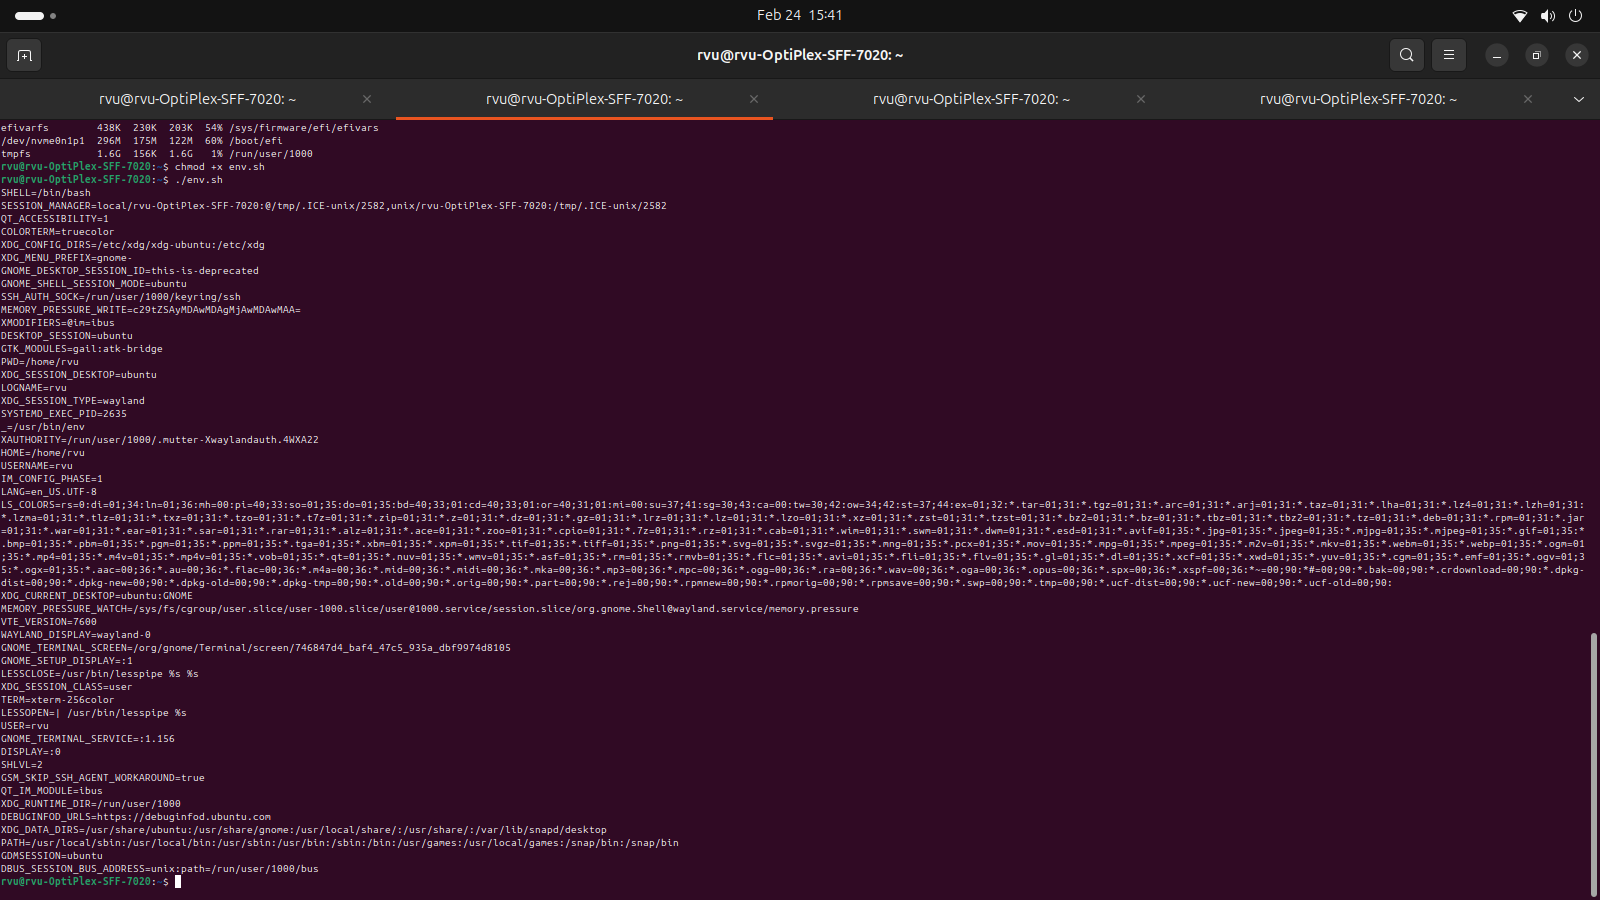 Feb 24 15:41
rvu@rvu-OptiPlex-SFF-7020: ~
rvu@rvu-OptiPlex-SFF-7020: ~
rvu@rvu-OptiPlex-SFF-7020: ~
rvu@rvu-OptiPlex-SFF-7020: ~
rvu@rvu-OptiPlex-SFF-7020: ~
efivarfs        438K  230K  203K  54% /sys/firmware/efi/efivars
/dev/nvme0n1p1  296M  175M  122M  60% /boot/efi
tmpfs           1.6G  156K  1.6G   1% /run/user/1000
rvu@rvu-OptiPlex-SFF-7020:~$ chmod +x env.sh
rvu@rvu-OptiPlex-SFF-7020:~$ ./env.sh
SHELL=/bin/bash
SESSION_MANAGER=local/rvu-OptiPlex-SFF-7020:@/tmp/.ICE-unix/2582,unix/rvu-OptiPlex-SFF-7020:/tmp/.ICE-unix/2582
QT_ACCESSIBILITY=1
COLORTERM=truecolor
XDG_CONFIG_DIRS=/etc/xdg/xdg-ubuntu:/etc/xdg
XDG_MENU_PREFIX=gnome-
GNOME_DESKTOP_SESSION_ID=this-is-deprecated
GNOME_SHELL_SESSION_MODE=ubuntu
SSH_AUTH_SOCK=/run/user/1000/keyring/ssh
MEMORY_PRESSURE_WRITE=c29tZSAyMDAwMDAgMjAwMDAwMAA=
XMODIFIERS=@im=ibus
DESKTOP_SESSION=ubuntu
GTK_MODULES=gail:atk-bridge
PWD=/home/rvu
XDG_SESSION_DESKTOP=ubuntu
LOGNAME=rvu
XDG_SESSION_TYPE=wayland
SYSTEMD_EXEC_PID=2635
_=/usr/bin/env
XAUTHORITY=/run/user/1000/.mutter-Xwaylandauth.4WXA22
HOME=/home/rvu
USERNAME=rvu
IM_CONFIG_PHASE=1
LANG=en_US.UTF-8
LS_COLORS=rs=0:di=01;34:ln=01;36:mh=00:pi=40;33:so=01;35:do=01;35:bd=40;33;01:cd=40;33;01:or=40;31;01:mi=00:su=37;41:sg=30;43:ca=00:tw=30;42:ow=34;42:st=37;44:ex=01;32:*.tar=01;31:*.tgz=01;31:*.arc=01;31:*.arj=01;31:*.taz=01;31:*.lha=01;31:*.lz4=01;31:*.lzh=01;31:
*.lzma=01;31:*.tlz=01;31:*.txz=01;31:*.tzo=01;31:*.t7z=01;31:*.zip=01;31:*.z=01;31:*.dz=01;31:*.gz=01;31:*.lrz=01;31:*.lz=01;31:*.lzo=01;31:*.xz=01;31:*.zst=01;31:*.tzst=01;31:*.bz2=01;31:*.bz=01;31:*.tbz=01;31:*.tbz2=01;31:*.tz=01;31:*.deb=01;31:*.rpm=01;31:*.jar
=01;31:*.war=01;31:*.ear=01;31:*.sar=01;31:*.rar=01;31:*.alz=01;31:*.ace=01;31:*.zoo=01;31:*.cpio=01;31:*.7z=01;31:*.rz=01;31:*.cab=01;31:*.wim=01;31:*.swm=01;31:*.dwm=01;31:*.esd=01;31:*.avif=01;35:*.jpg=01;35:*.jpeg=01;35:*.mjpg=01;35:*.mjpeg=01;35:*.gif=01;35:*
.bmp=01;35:*.pbm=01;35:*.pgm=01;35:*.ppm=01;35:*.tga=01;35:*.xbm=01;35:*.xpm=01;35:*.tif=01;35:*.tiff=01;35:*.png=01;35:*.svg=01;35:*.svgz=01;35:*.mng=01;35:*.pcx=01;35:*.mov=01;35:*.mpg=01;35:*.mpeg=01;35:*.m2v=01;35:*.mkv=01;35:*.webm=01;35:*.webp=01;35:*.ogm=01
;35:*.mp4=01;35:*.m4v=01;35:*.mp4v=01;35:*.vob=01;35:*.qt=01;35:*.nuv=01;35:*.wmv=01;35:*.asf=01;35:*.rm=01;35:*.rmvb=01;35:*.flc=01;35:*.avi=01;35:*.fli=01;35:*.flv=01;35:*.gl=01;35:*.dl=01;35:*.xcf=01;35:*.xwd=01;35:*.yuv=01;35:*.cgm=01;35:*.emf=01;35:*.ogv=01;3
5:*.ogx=01;35:*.aac=00;36:*.au=00;36:*.flac=00;36:*.m4a=00;36:*.mid=00;36:*.midi=00;36:*.mka=00;36:*.mp3=00;36:*.mpc=00;36:*.ogg=00;36:*.ra=00;36:*.wav=00;36:*.oga=00;36:*.opus=00;36:*.spx=00;36:*.xspf=00;36:*~=00;90:*#=00;90:*.bak=00;90:*.crdownload=00;90:*.dpkg-
dist=00;90:*.dpkg-new=00;90:*.dpkg-old=00;90:*.dpkg-tmp=00;90:*.old=00;90:*.orig=00;90:*.part=00;90:*.rej=00;90:*.rpmnew=00;90:*.rpmorig=00;90:*.rpmsave=00;90:*.swp=00;90:*.tmp=00;90:*.ucf-dist=00;90:*.ucf-new=00;90:*.ucf-old=00;90:
XDG_CURRENT_DESKTOP=ubuntu:GNOME
MEMORY_PRESSURE_WATCH=/sys/fs/cgroup/user.slice/user-1000.slice/user@1000.service/session.slice/org.gnome.Shell@wayland.service/memory.pressure
VTE_VERSION=7600
WAYLAND_DISPLAY=wayland-0
GNOME_TERMINAL_SCREEN=/org/gnome/Terminal/screen/746847d4_baf4_47c5_935a_dbf9974d8105
GNOME_SETUP_DISPLAY=:1
LESSCLOSE=/usr/bin/lesspipe %s %s
XDG_SESSION_CLASS=user
TERM=xterm-256color
LESSOPEN=| /usr/bin/lesspipe %s
USER=rvu
GNOME_TERMINAL_SERVICE=:1.156
DISPLAY=:0
SHLVL=2
GSM_SKIP_SSH_AGENT_WORKAROUND=true
QT_IM_MODULE=ibus
XDG_RUNTIME_DIR=/run/user/1000
DEBUGINFOD_URLS=https://debuginfod.ubuntu.com
XDG_DATA_DIRS=/usr/share/ubuntu:/usr/share/gnome:/usr/local/share/:/usr/share/:/var/lib/snapd/desktop
PATH=/usr/local/sbin:/usr/local/bin:/usr/sbin:/usr/bin:/sbin:/bin:/usr/games:/usr/local/games:/snap/bin:/snap/bin
GDMSESSION=ubuntu
DBUS_SESSION_BUS_ADDRESS=unix:path=/run/user/1000/bus
rvu@rvu-OptiPlex-SFF-7020:~$